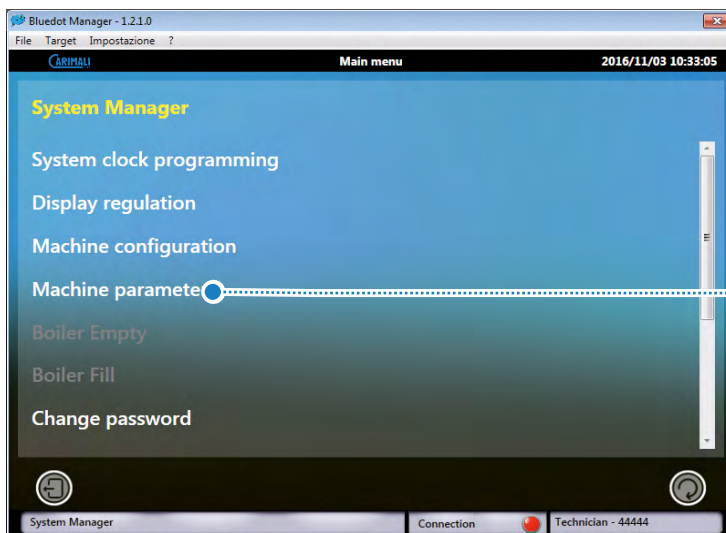 Bluedot Manager - 1.2.1.0
File Target Impostazione ?
CARIMALI Main menu 2016/11/03 10:33:05
System Manager
System clock programming
Display regulation
Machine configuration
Machine paramete
Boiler Empty
Boiler Fill
Change password
System Manager Connection Technician - 44444